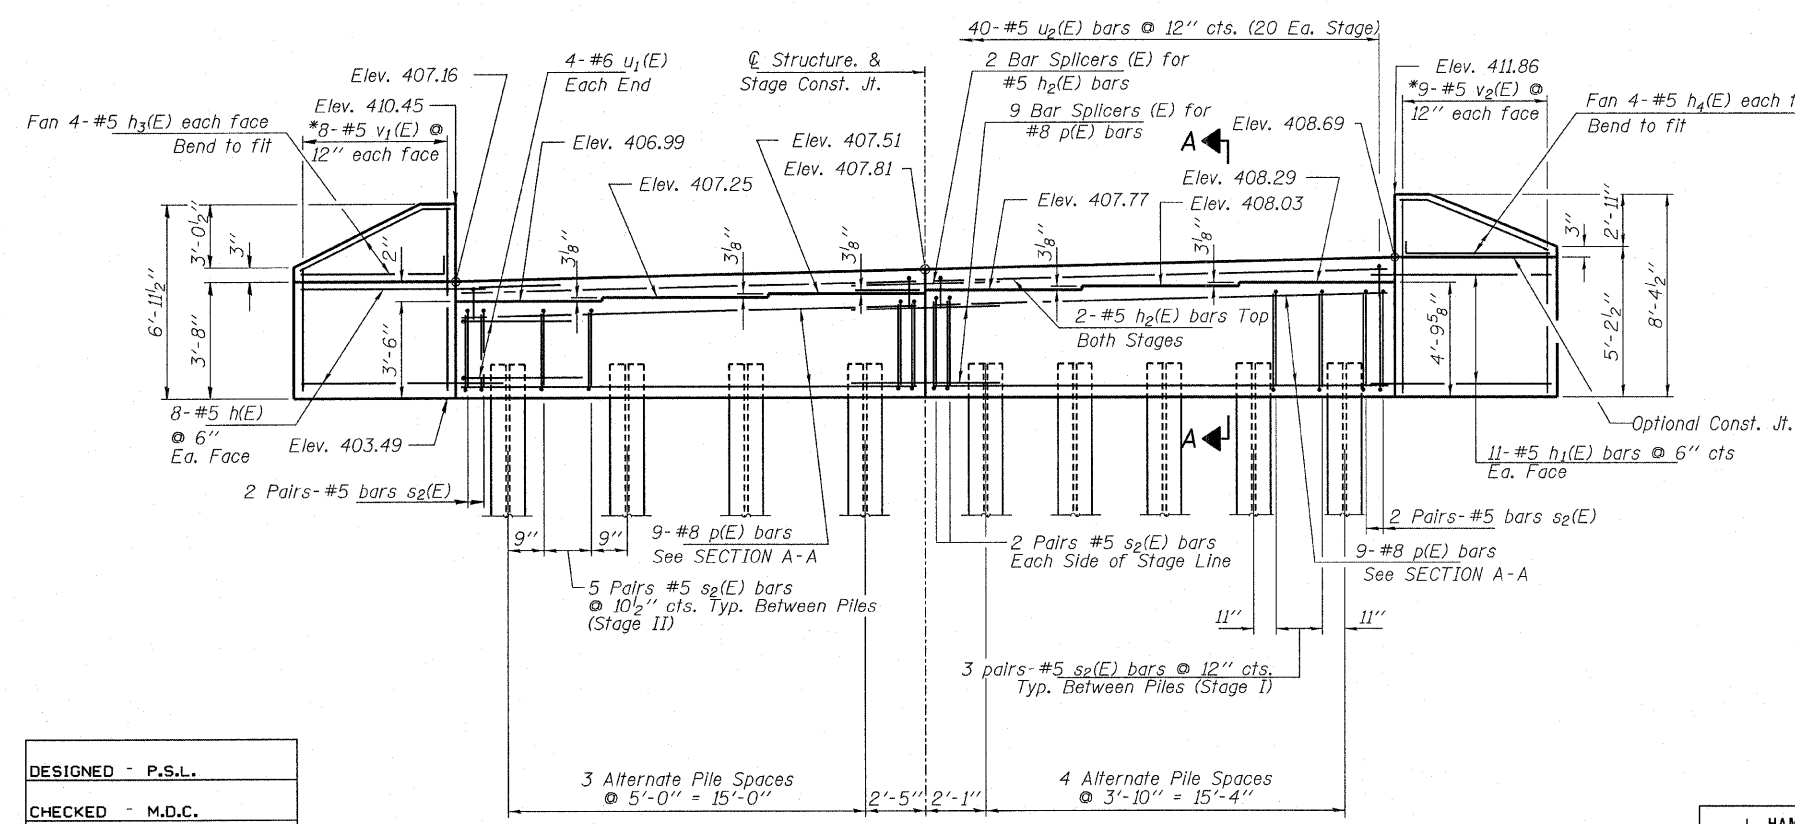 40-#5 u2(E) bars @ 12" cts. (20 Ea. Stage)
4-#6 u1(E)
Each End
℄ Structure. &
Stage Const. Jt.
2 Bar Splicers (E) for
#5 h2(E) bars
9 Bar Splicers (E) for
#8 p(E) bars
Elev. 407.16
Elev. 410.45
*8-#5 v1(E) @
12" each face
Fan 4-#5 h3(E) each face
Bend to fit
Elev. 406.99
Elev. 407.25
Elev. 407.51
Elev. 407.81
A
Elev. 408.69
Elev. 411.86
*9-#5 v2(E) @
12" each face
Fan 4-#5 h4(E) each
Bend to fit
Elev. 407.77
Elev. 408.29
Elev. 408.03
6'-11½"
3'-0½"
3"
2"
3⅛"
3⅛"
3⅛"
3⅛"
3⅛"
3"
2'-11"
3'-8"
3'-6"
2-#5 h2(E) bars Top
Both Stages
4'-9⅝"
5'-2½"
8'-4½"
8-#5 h(E)
@ 6"
Ea. Face
Elev. 403.49
A
Optional Const. Jt.
11-#5 h1(E) bars @ 6" cts
Ea. Face
2 Pairs-#5 bars s2(E)
9"
9"
9-#8 p(E) bars
See SECTION A-A
2 Pairs #5 s2(E) bars
Each Side of Stage Line
2 Pairs-#5 bars s2(E)
9-#8 p(E) bars
See SECTION A-A
5 Pairs #5 s2(E) bars
@ 10½" cts. Typ. Between Piles
(Stage II)
11"
11"
3 pairs-#5 s2(E) bars @ 12" cts.
Typ. Between Piles (Stage I)
3 Alternate Pile Spaces
@ 5'-0" = 15'-0"
2'-5"
2'-1"
4 Alternate Pile Spaces
@ 3'-10" = 15'-4"
DESIGNED - P.S.L.
CHECKED - M.D.C.